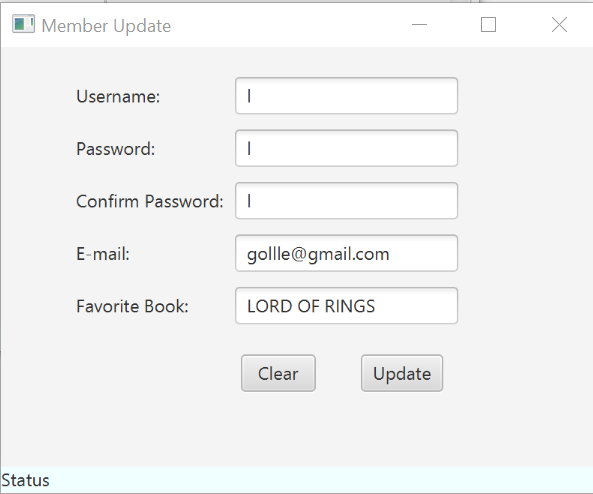 Member Update
Username: l
Password: l
Confirm Password: l
E-mail: gollle@gmail.com
Favorite Book: LORD OF RINGS
Clear Update
Status